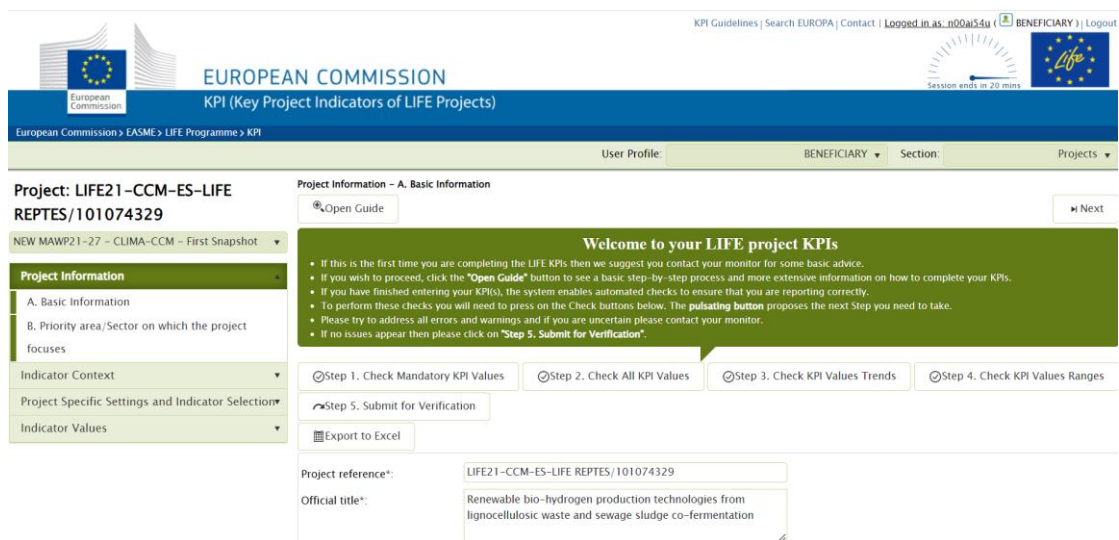 KPI Guidelines | Search EUROPA | Contact | Logged in as: n00ai54u ( BENEFICIARY ) | Logout
Session ends in 20 mins
Life
European
Commission
EUROPEAN COMMISSION
KPI (Key Project Indicators of LIFE Projects)
European Commission > EASME > LIFE Programme > KPI
User Profile: BENEFICIARY Section: Projects
Project: LIFE21-CCM-ES-LIFE
REPTES/101074329
NEW MAWP21-27 - CLIMA-CCM - First Snapshot
Project Information
A. Basic Information
B. Priority area/Sector on which the project
focuses
Indicator Context
Project Specific Settings and Indicator Selection
Indicator Values
Project Information - A. Basic Information
Open Guide
Next
Welcome to your LIFE project KPIs
• If this is the first time you are completing the LIFE KPIs then we suggest you contact your monitor for some basic advice.
• If you wish to proceed, click the "Open Guide" button to see a basic step-by-step process and more extensive information on how to complete your KPIs.
• If you have finished entering your KPI(s), the system enables automated checks to ensure that you are reporting correctly.
• To perform these checks you will need to press on the Check buttons below. The pulsating button proposes the next Step you need to take.
• Please try to address all errors and warnings and if you are uncertain please contact your monitor.
• If no issues appear then please click on "Step 5. Submit for Verification".
Step 1. Check Mandatory KPI Values
Step 2. Check All KPI Values
Step 3. Check KPI Values Trends
Step 4. Check KPI Values Ranges
Step 5. Submit for Verification
Export to Excel
Project reference*: LIFE21-CCM-ES-LIFE REPTES/101074329
Official title*: Renewable bio-hydrogen production technologies from
lignocellulosic waste and sewage sludge co-fermentation